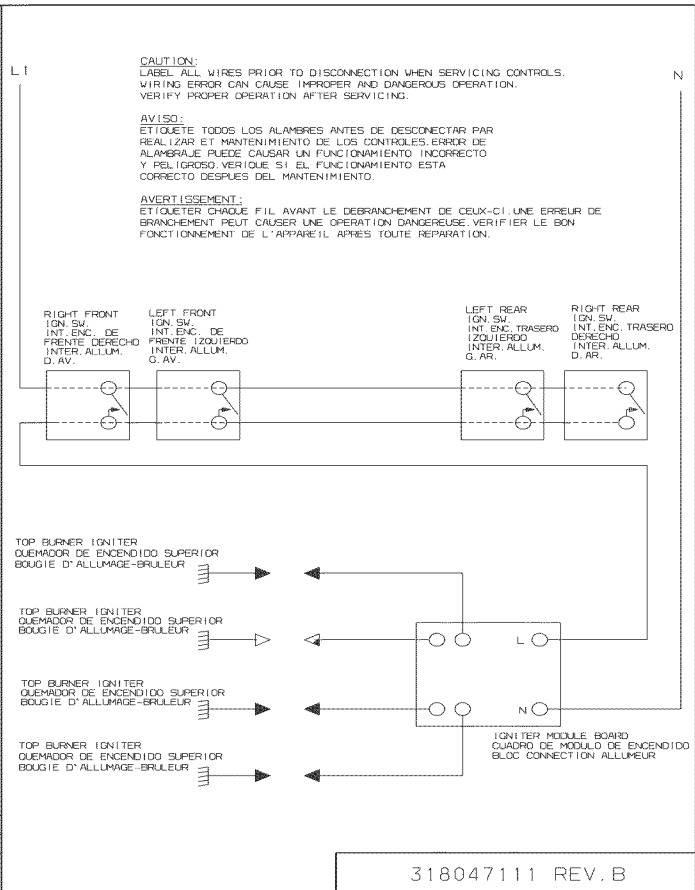 L1
N
CAUTION:
LABEL ALL WIRES PRIOR TO DISCONNECTION WHEN SERVICING CONTROLS.
WIRING ERROR CAN CAUSE IMPROPER AND DANGEROUS OPERATION.
VERIFY PROPER OPERATION AFTER SERVICING.
AVISO:
ETIQUETE TODOS LOS ALAMBRES ANTES DE DESCONECTAR PAR
REALIZAR ET MANTENIMIENTO DE LOS CONTROLES.ERROR DE
ALAMBRAJE PUEDE CAUSAR UN FUNCIONAMIENTO INCORRECTO
Y PELIGROSO.VERIQUE SI EL FUNCIONAMIENTO ESTA
CORRECTO DESPUES DEL MANTENIMIENTO.
AVERTISSEMENT:
ETIQUETER CHAQUE FIL AVANT LE DEBRANCHEMENT DE CEUX-CI.UNE ERREUR DE
BRANCHEMENT PEUT CAUSER UNE OPERATION DANGEREUSE.VERIFIER LE BON
FONCTIONNEMENT DE L'APPAREIL APRES TOUTE REPARATION.
RIGHT FRONT
IGN. SW.
INT. ENC. DE
FRENTE DERECHO
INTER. ALLUM.
D. AV.
LEFT FRONT
IGN. SW.
INT. ENC. DE
FRENTE IZQUIERDO
INTER. ALLUM.
G. AV.
LEFT REAR
IGN. SW.
INT. ENC. TRASERO
IZQUIERDO
INTER. ALLUM.
G. AR.
RIGHT REAR
IGN. SW.
INT. ENC. TRASERO
DERECHO
INTER. ALLUM.
D. AR.
TOP BURNER IGNITER
QUEMADOR DE ENCENDIDO SUPERIOR
BOUGIE D'ALLUMAGE-BRULEUR
TOP BURNER IGNITER
QUEMADOR DE ENCENDIDO SUPERIOR
BOUGIE D'ALLUMAGE-BRULEUR
L
TOP BURNER IGNITER
QUEMADOR DE ENCENDIDO SUPERIOR
BOUGIE D'ALLUMAGE-BRULEUR
N
IGNITER MODULE BOARD
CUADRO DE MODULO DE ENCENDIDO
BLOC CONNECTION ALLUMEUR
TOP BURNER IGNITER
QUEMADOR DE ENCENDIDO SUPERIOR
BOUGIE D'ALLUMAGE-BRULEUR
318047111 REV.B